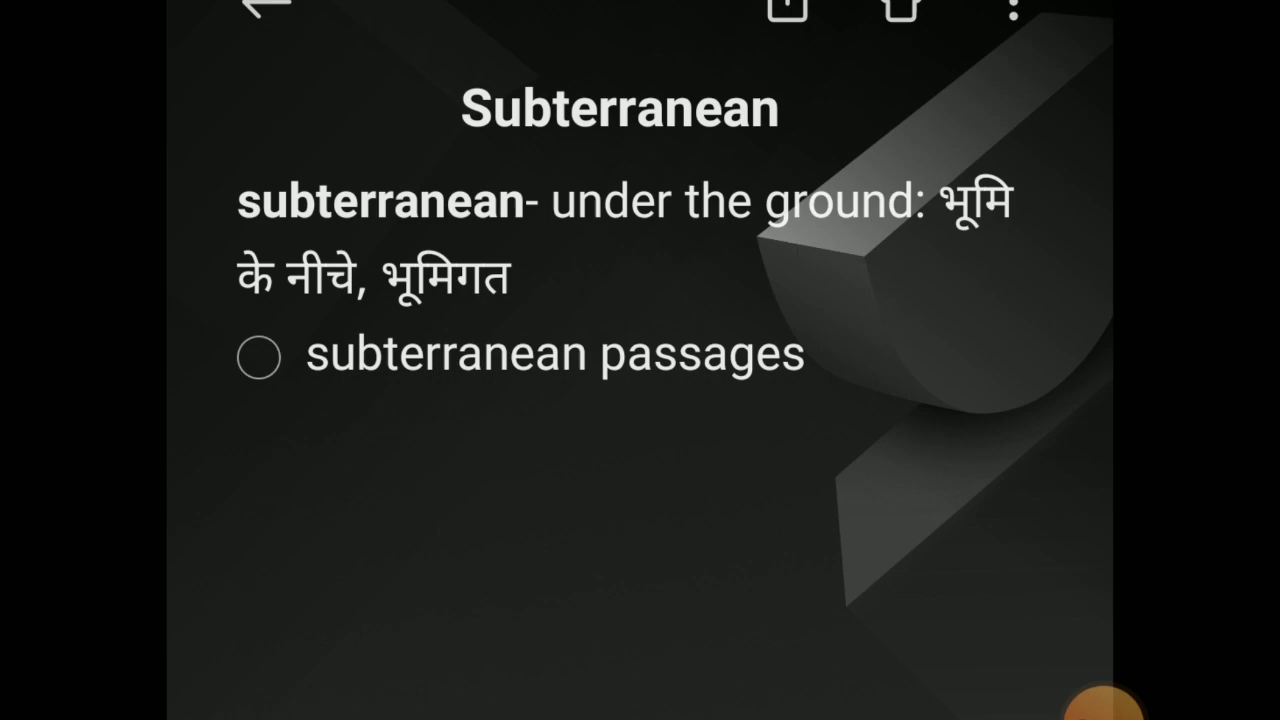 Subterranean
subterranean- under the ground: भूमि
के नीचे, भूमिगत
subterranean passages